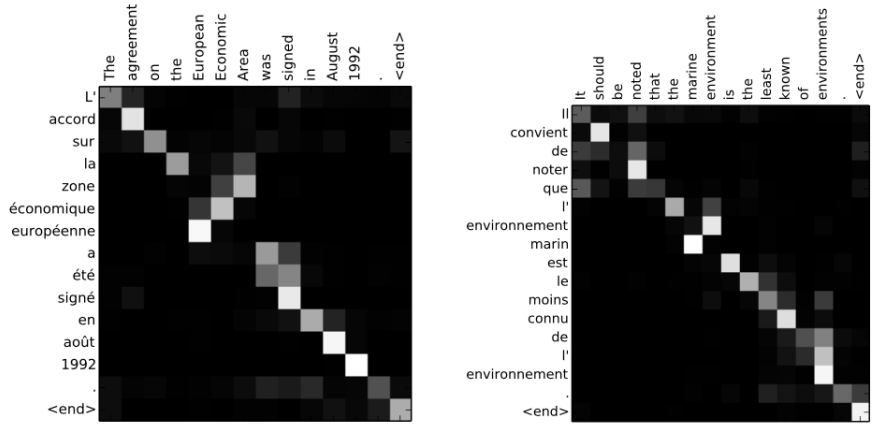 The agreement on the European Economic Area was signed in August 1992 . <end>
L'
accord
sur
la
zone
économique
européenne
a
été
signé
en
août
1992
.
<end>
It should be noted that the marine environment is the least known of environments . <end>
Il
convient
de
noter
que
l'
environnement
marin
est
le
moins
connu
de
l'
environnement
.
<end>